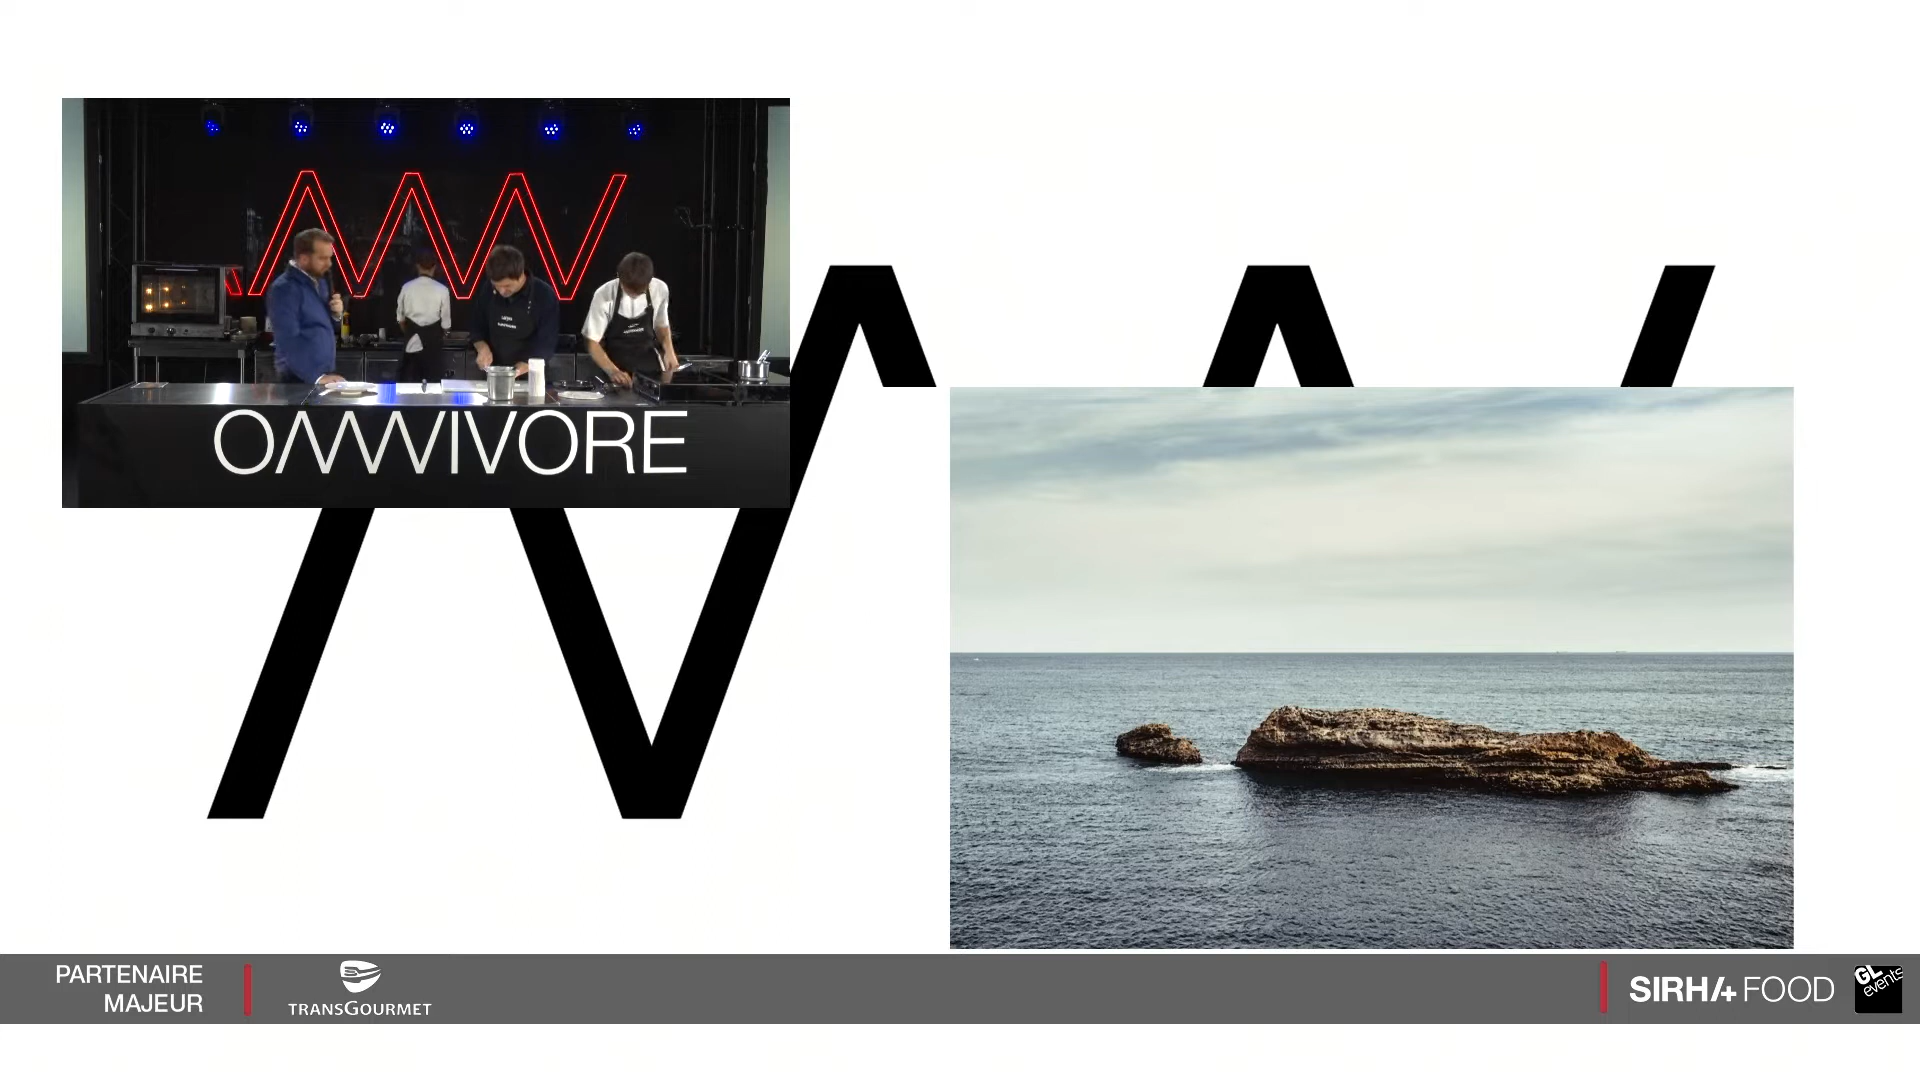 OMNIVORE
PARTENAIRE
MAJEUR
TRANSGOURMET
SIRHA FOOD
GL
events